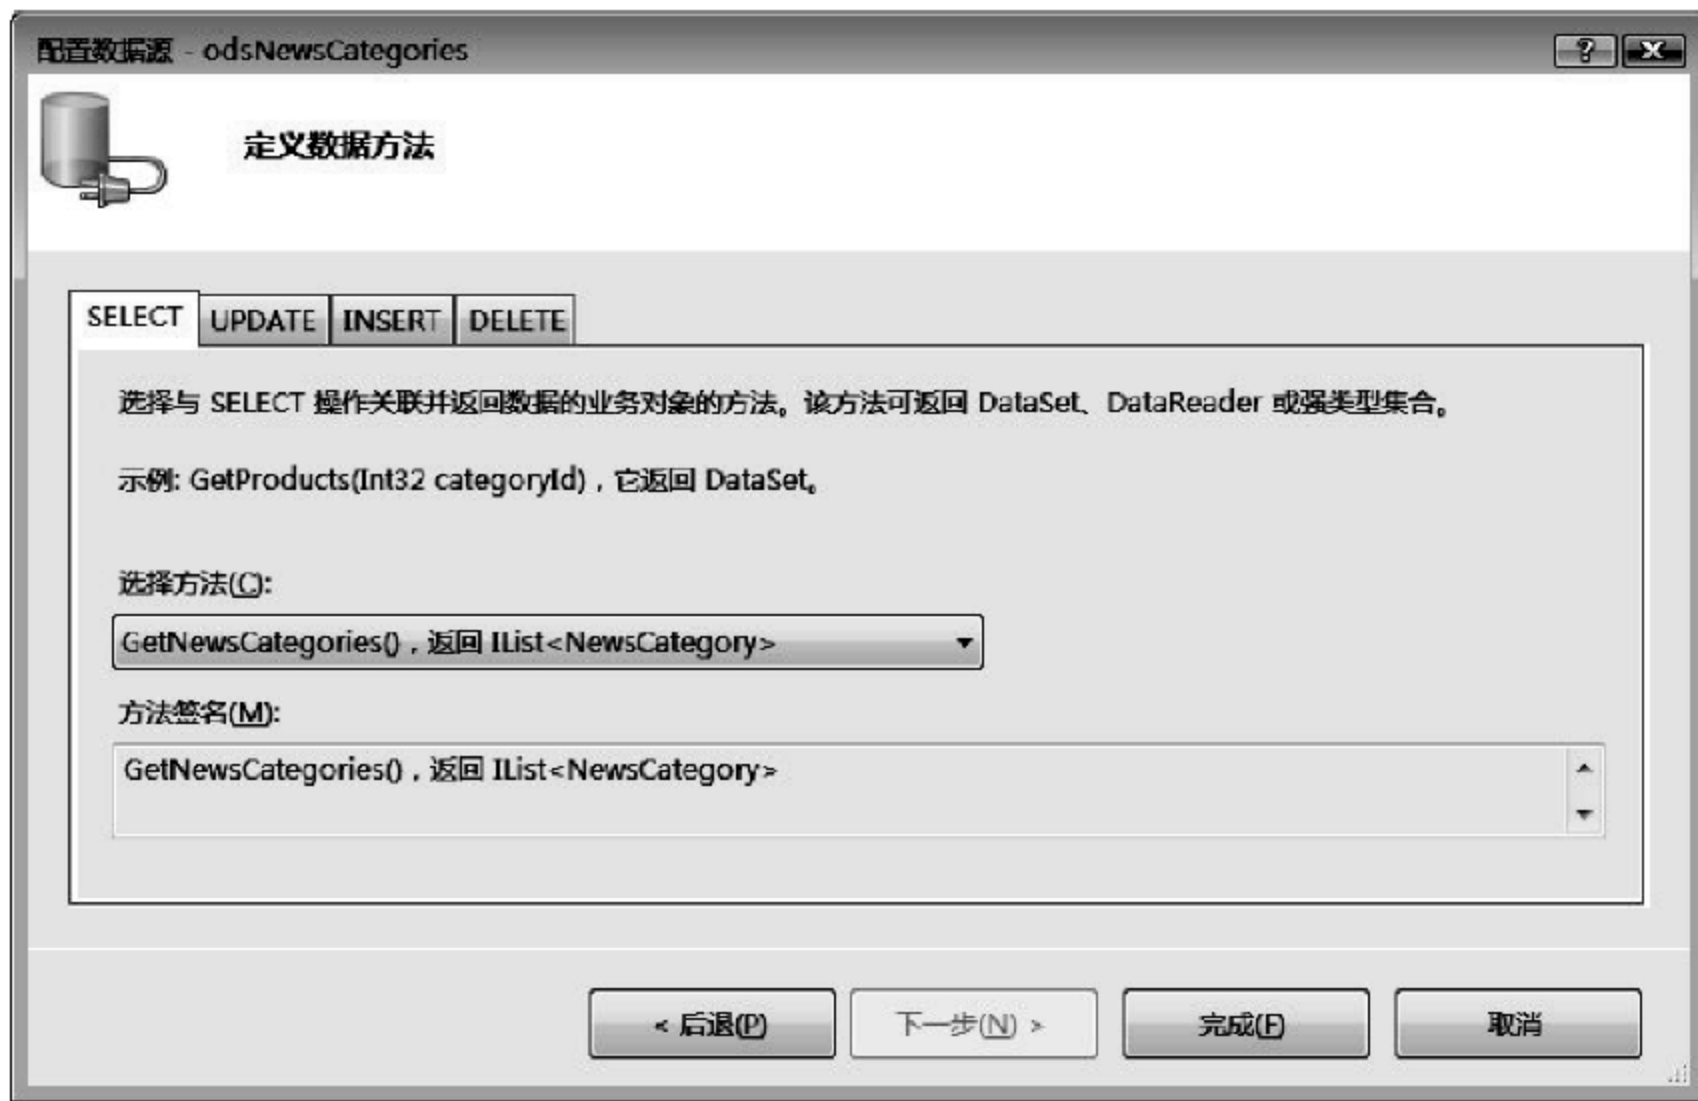 配置数据源 - odsNewsCategories
定义数据方法
SELECT UPDATE INSERT DELETE
选择与 SELECT 操作关联并返回数据的业务对象的方法。该方法可返回 DataSet、DataReader 或强类型集合。
示例: GetProducts(Int32 categoryId)，它返回 DataSet。
选择方法(C):
GetNewsCategories()，返回 IList<NewsCategory>
方法签名(M):
GetNewsCategories()，返回 IList<NewsCategory>
< 后退(P) 下一步(N) > 完成(F) 取消